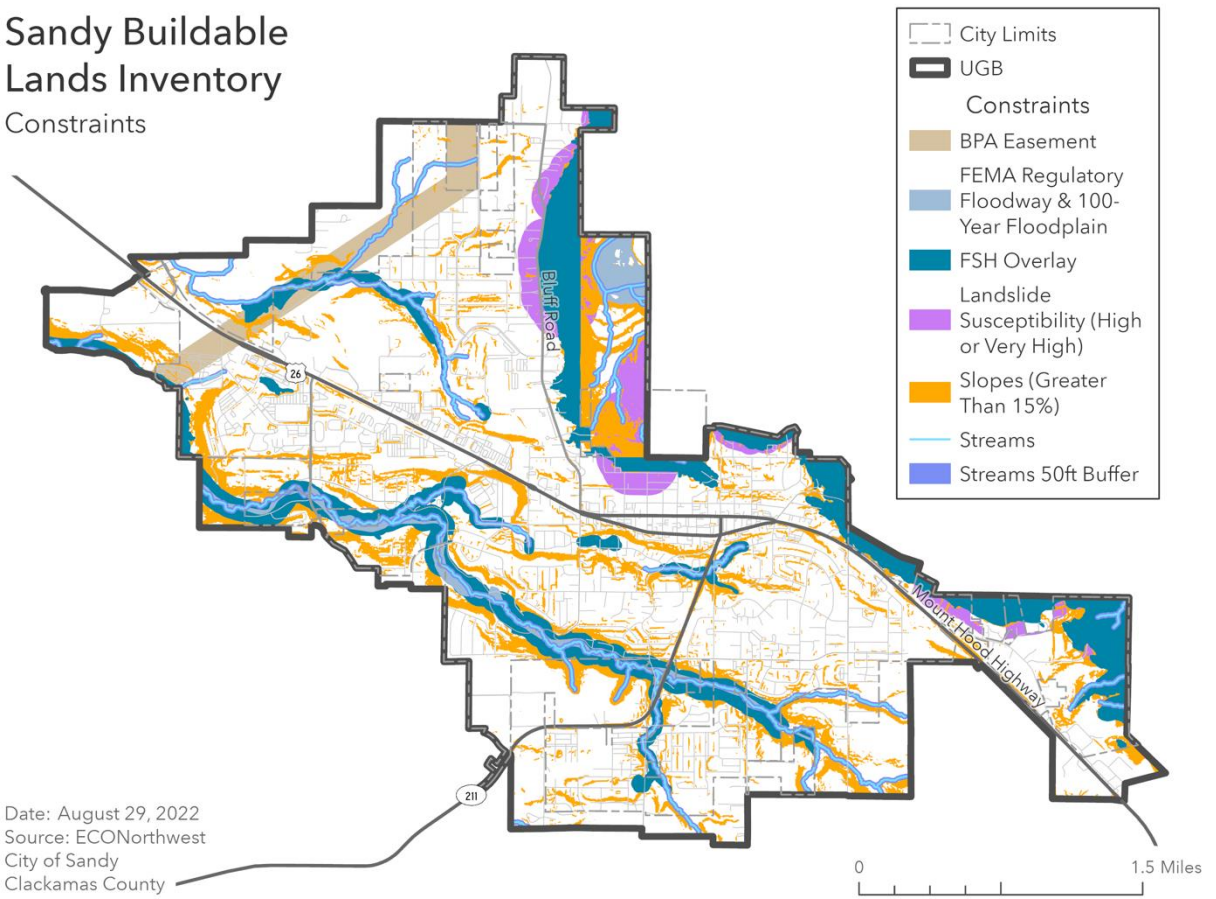 Sandy Buildable
Lands Inventory
Constraints
City Limits
UGB
Constraints
BPA Easement
FEMA Regulatory
Floodway & 100-
Year Floodplain
FSH Overlay
Landslide
Susceptibility (High
or Very High)
Slopes (Greater
Than 15%)
Streams
Streams 50ft Buffer
Bluff Road
26
Mount Hood Highway
211
Date: August 29, 2022
Source: ECONorthwest
City of Sandy
Clackamas County
0
1.5 Miles